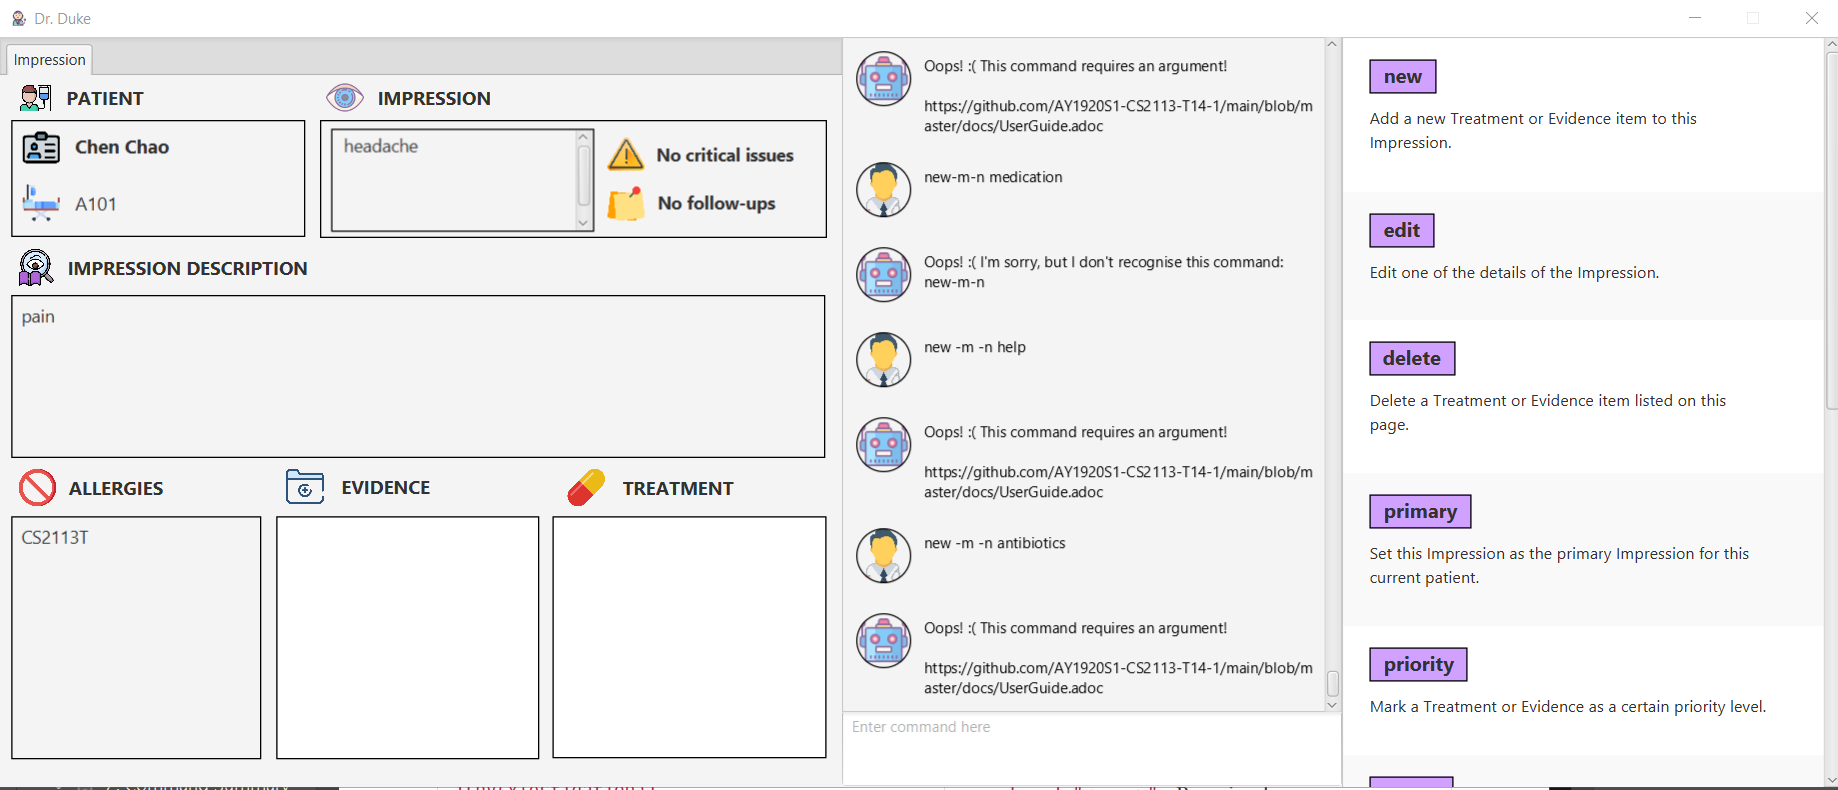 Dr. Duke
Impression
PATIENT
IMPRESSION
Chen Chao
A101
headache
No critical issues
No follow-ups
IMPRESSION DESCRIPTION
pain
ALLERGIES
EVIDENCE
TREATMENT
CS2113T
Oops! :( This command requires an argument!
https://github.com/AY1920S1-CS2113-T14-1/main/blob/m
aster/docs/UserGuide.adoc
new-m-n medication
Oops! :( I'm sorry, but I don't recognise this command:
new-m-n
new -m -n help
Oops! :( This command requires an argument!
https://github.com/AY1920S1-CS2113-T14-1/main/blob/m
aster/docs/UserGuide.adoc
new -m -n antibiotics
Oops! :( This command requires an argument!
https://github.com/AY1920S1-CS2113-T14-1/main/blob/m
aster/docs/UserGuide.adoc
Enter command here
new
Add a new Treatment or Evidence item to this
Impression.
edit
Edit one of the details of the Impression.
delete
Delete a Treatment or Evidence item listed on this
page.
primary
Set this Impression as the primary Impression for this
current patient.
priority
Mark a Treatment or Evidence as a certain priority level.